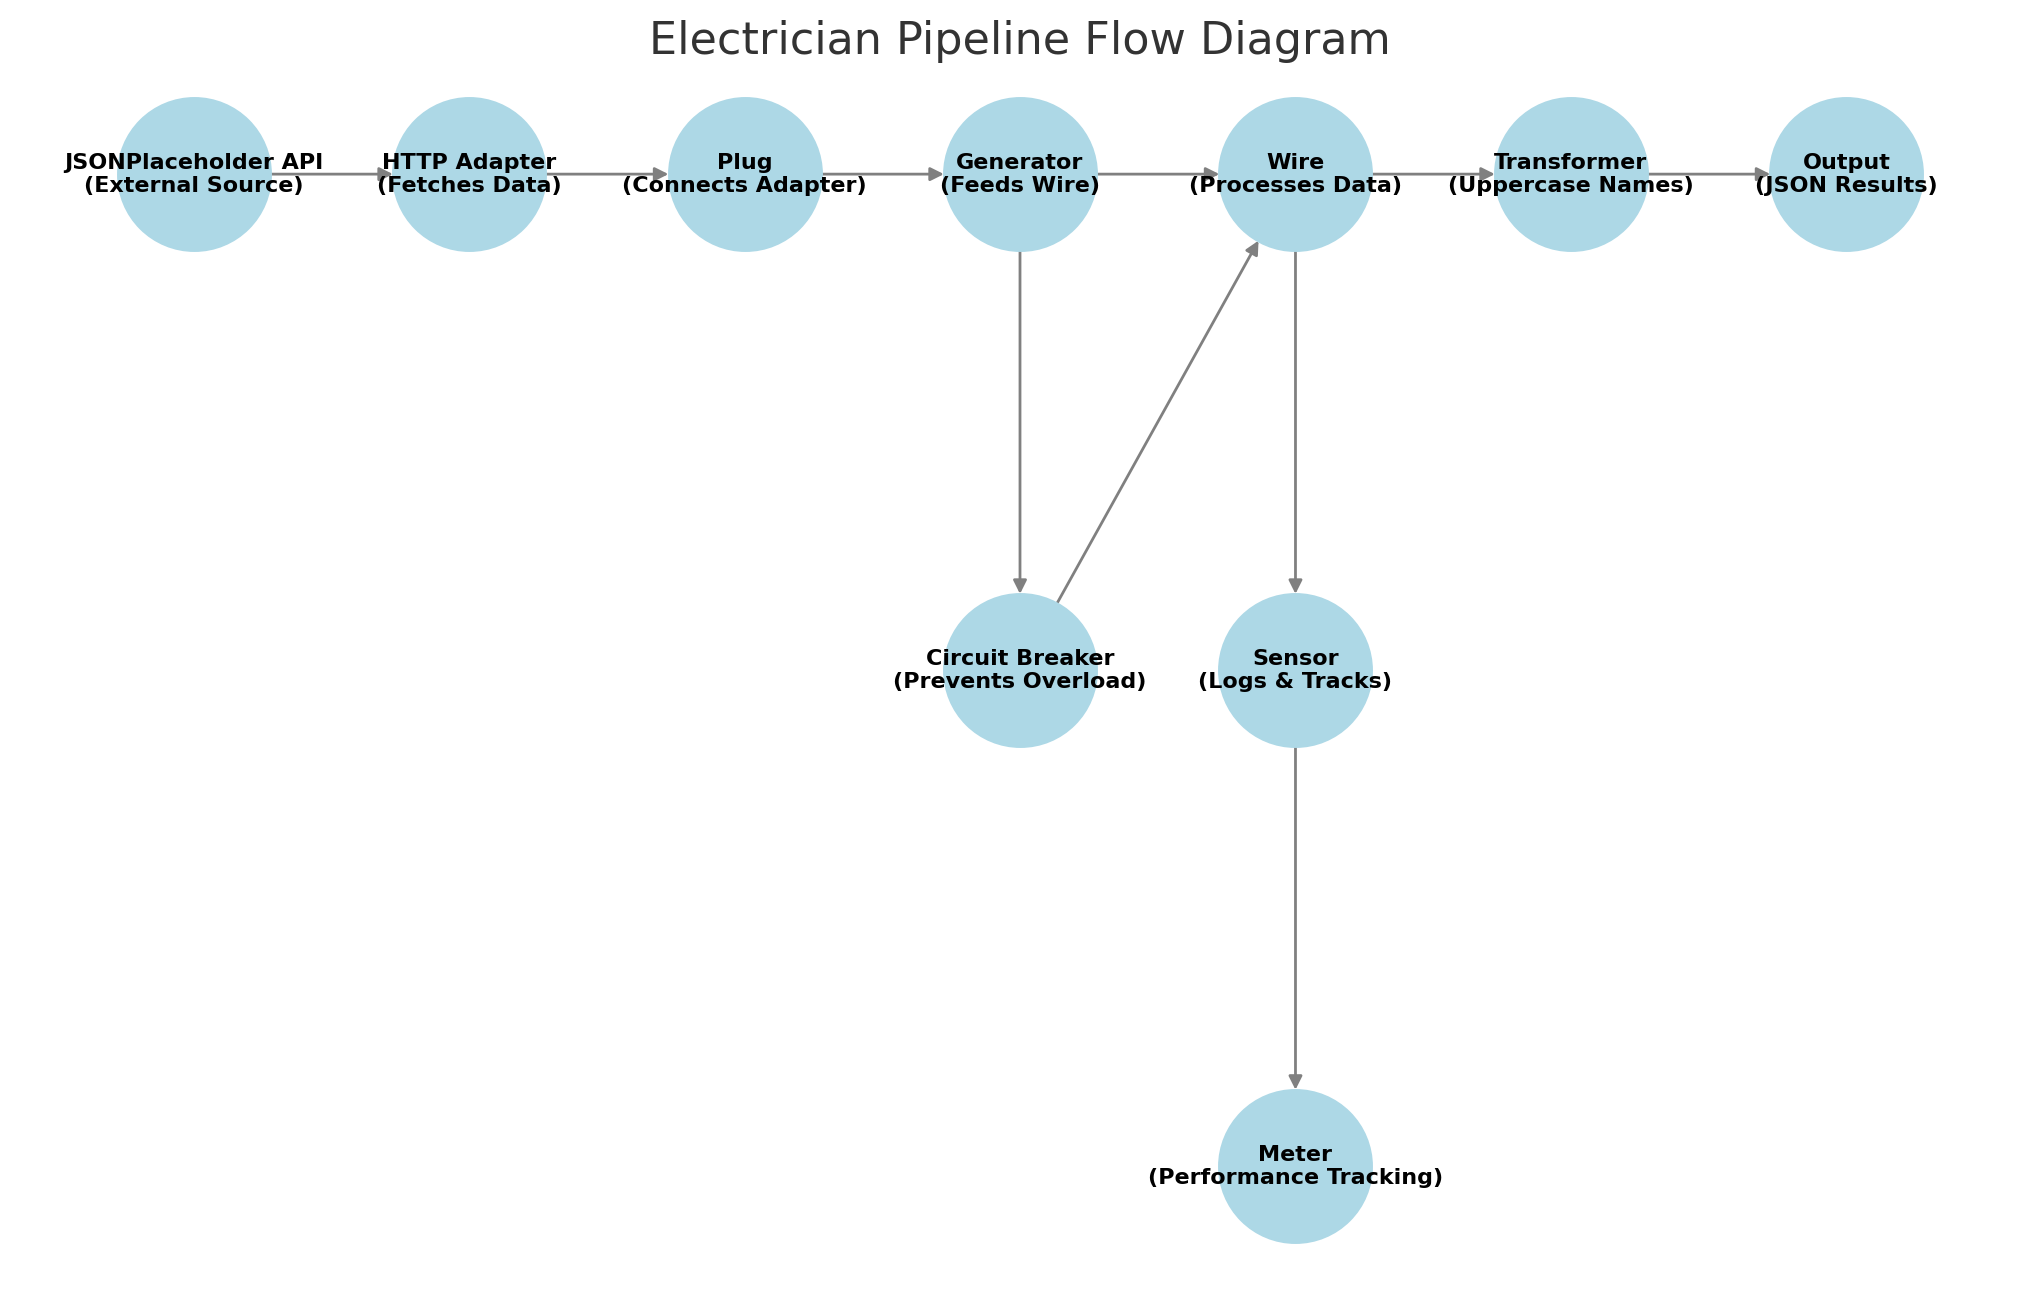 Electrician Pipeline Flow Diagram
JSONPlaceholder API
(External Source)
HTTP Adapter
(Fetches Data)
Plug
(Connects Adapter)
Generator
(Feeds Wire)
Wire
(Processes Data)
Transformer
(Uppercase Names)
Output
(JSON Results)
Circuit Breaker
(Prevents Overload)
Sensor
(Logs & Tracks)
Meter
(Performance Tracking)